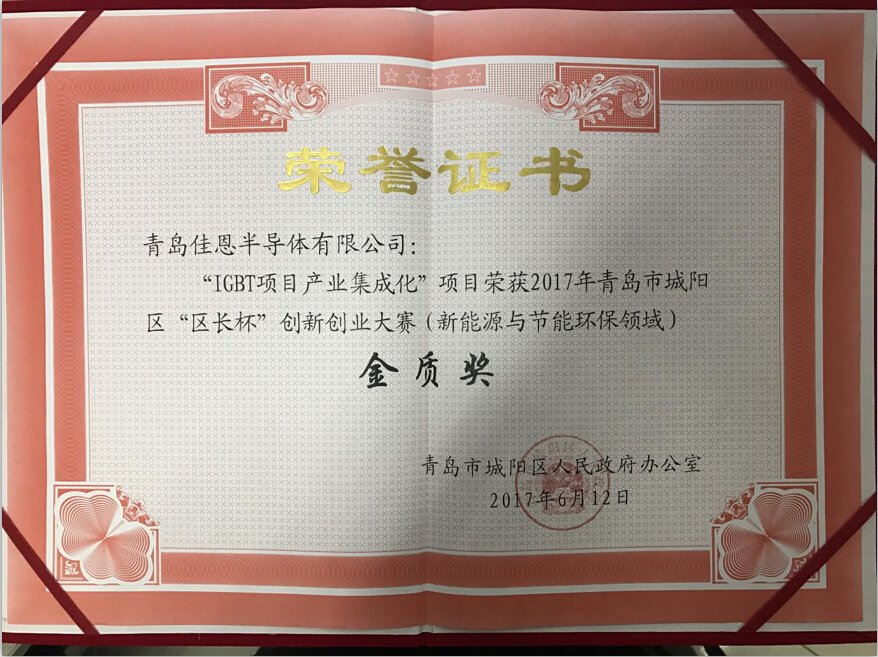 荣誉证书
青岛佳恩半导体有限公司：
“IGBT项目产业集成化”项目荣获2017年青岛市城阳
区“区长杯”创新创业大赛（新能源与节能环保领域）
金质奖
青岛市城阳区人民政府办公室
2017年6月12日